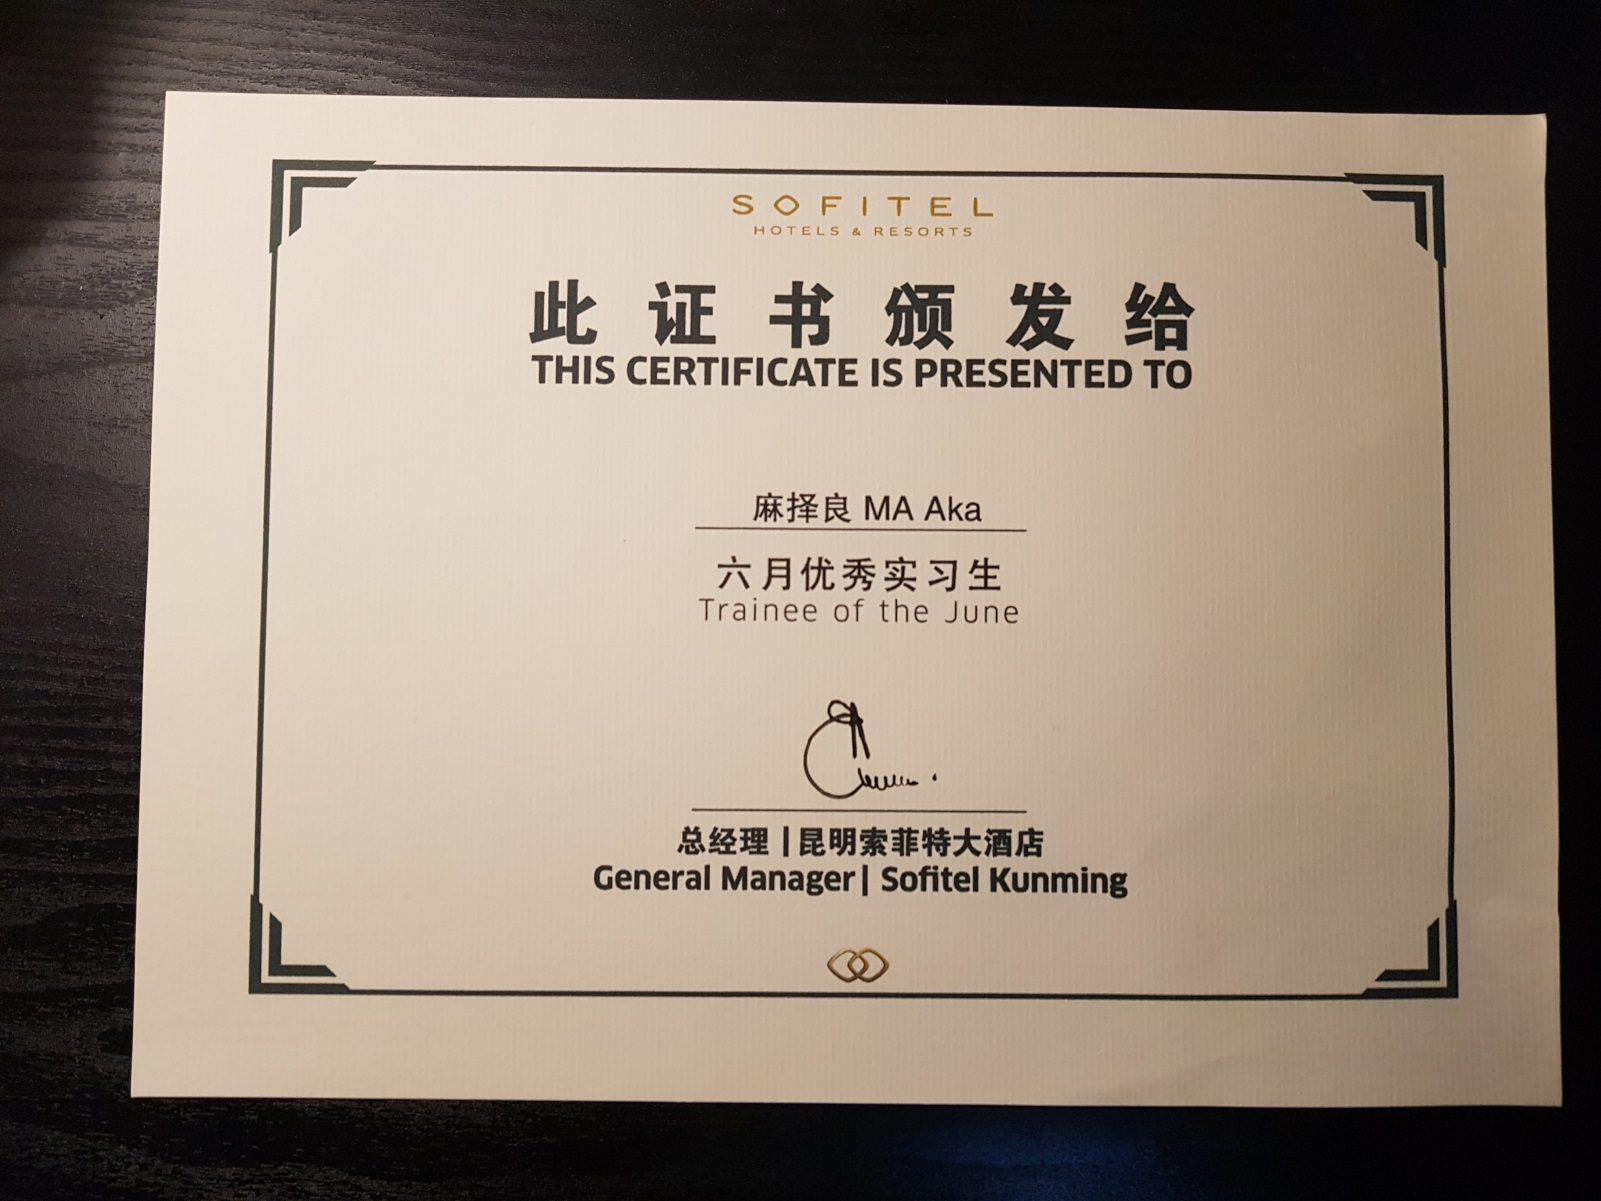 SOFITEL
HOTELS & RESORTS
此证书颁发给
THIS CERTIFICATE IS PRESENTED TO
麻择良 MA Aka
六月优秀实习生
Trainee of the June
总经理 | 昆明索菲特大酒店
General Manager | Sofitel Kunming